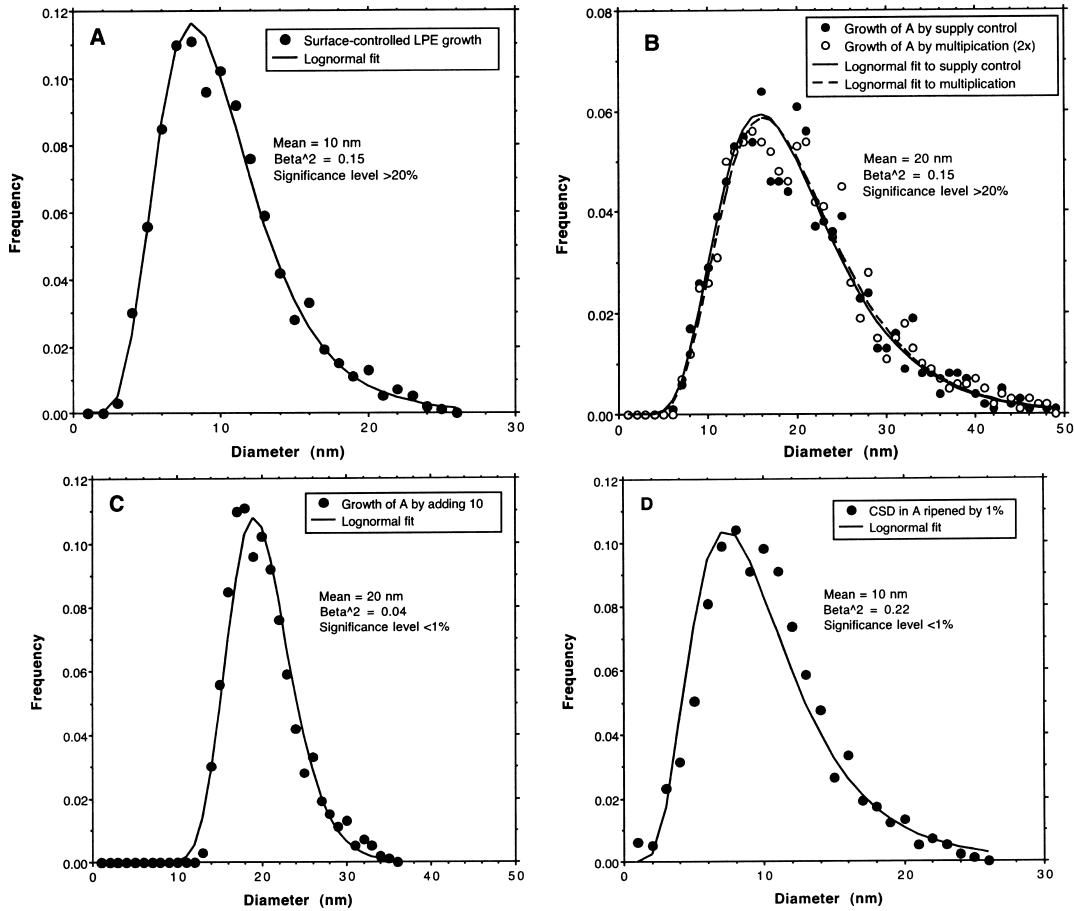 A
Surface-controlled LPE growth
Lognormal fit
Mean = 10 nm
Beta^2 = 0.15
Significance level >20%
Frequency
0.12
0.10
0.08
0.06
0.04
0.02
0.00
0 10 20 30
Diameter (nm)
B
Growth of A by supply control
Growth of A by multipication (2x)
Lognormal fit to supply control
Lognormal fit to multiplication
Mean = 20 nm
Beta^2 = 0.15
Significance level >20%
Frequency
0.08
0.06
0.04
0.02
0.00
0 10 20 30 40 50
Diameter (nm)
C
Growth of A by adding 10
Lognormal fit
Mean = 20 nm
Beta^2 = 0.04
Significance level <1%
Frequency
0.12
0.10
0.08
0.06
0.04
0.02
0.00
0 10 20 30 40 50
Diameter (nm)
D
CSD in A ripened by 1%
Lognormal fit
Mean = 10 nm
Beta^2 = 0.22
Significance level <1%
Frequency
0.12
0.10
0.08
0.06
0.04
0.02
0.00
0 10 20 30
Diameter (nm)